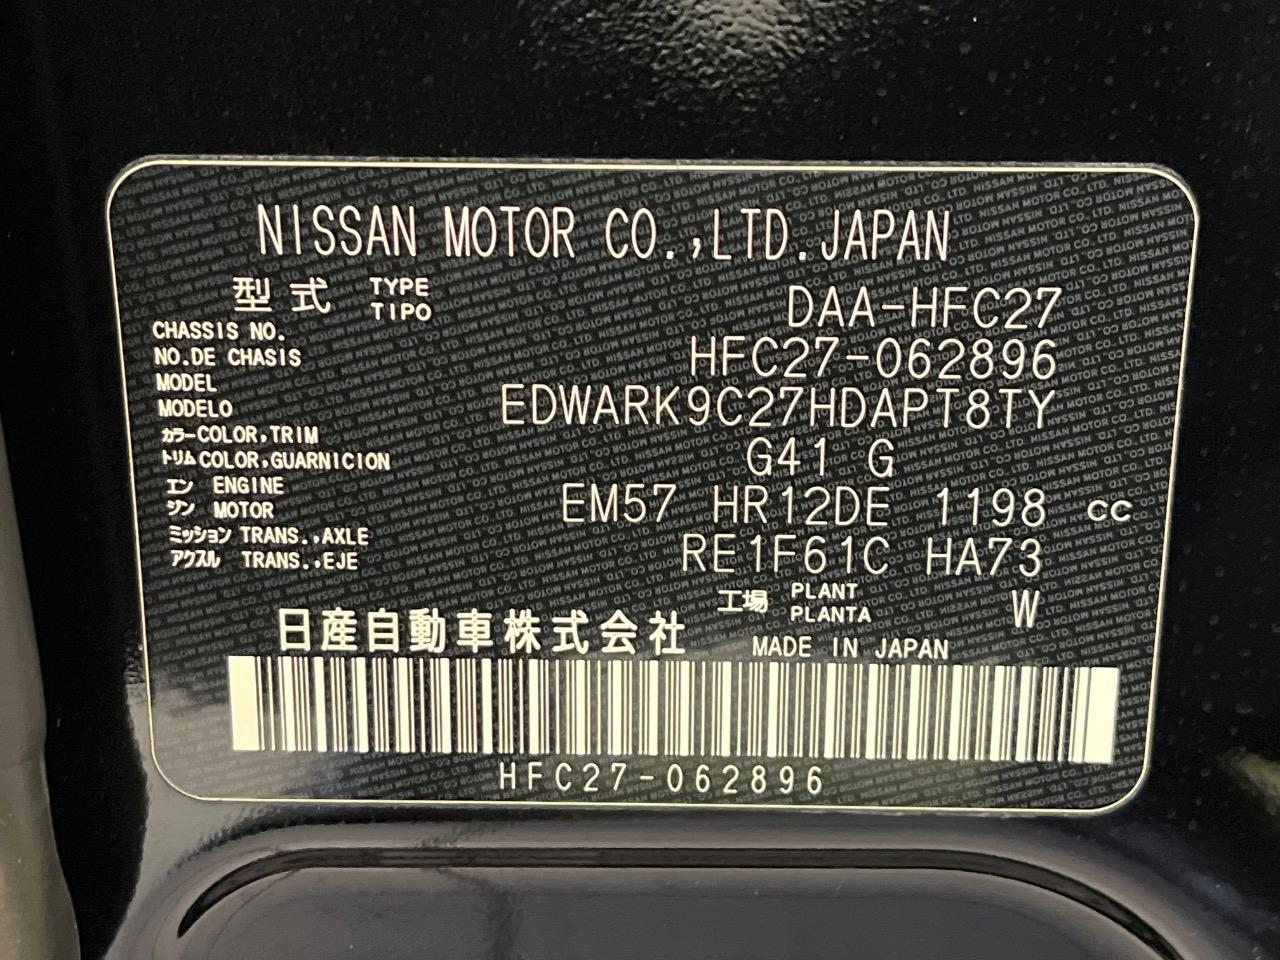 NISSAN MOTOR CO.,LTD.JAPAN
型式 TYPE TIPO DAA-HFC27
CHASSIS NO.
NO.DE CHASIS HFC27-062896
MODEL
MODELO EDWARK9C27HDAPT8TY
カラー COLOR,TRIM
トリム COLOR,GUARNICION G41 G
エン ENGINE
ジン MOTOR EM57 HR12DE 1198 cc
ミッション TRANS.,AXLE
アクスル TRANS.,EJE RE1F61C HA73
工場 PLANT PLANTA W
日産自動車株式会社 MADE IN JAPAN
HFC27-062896